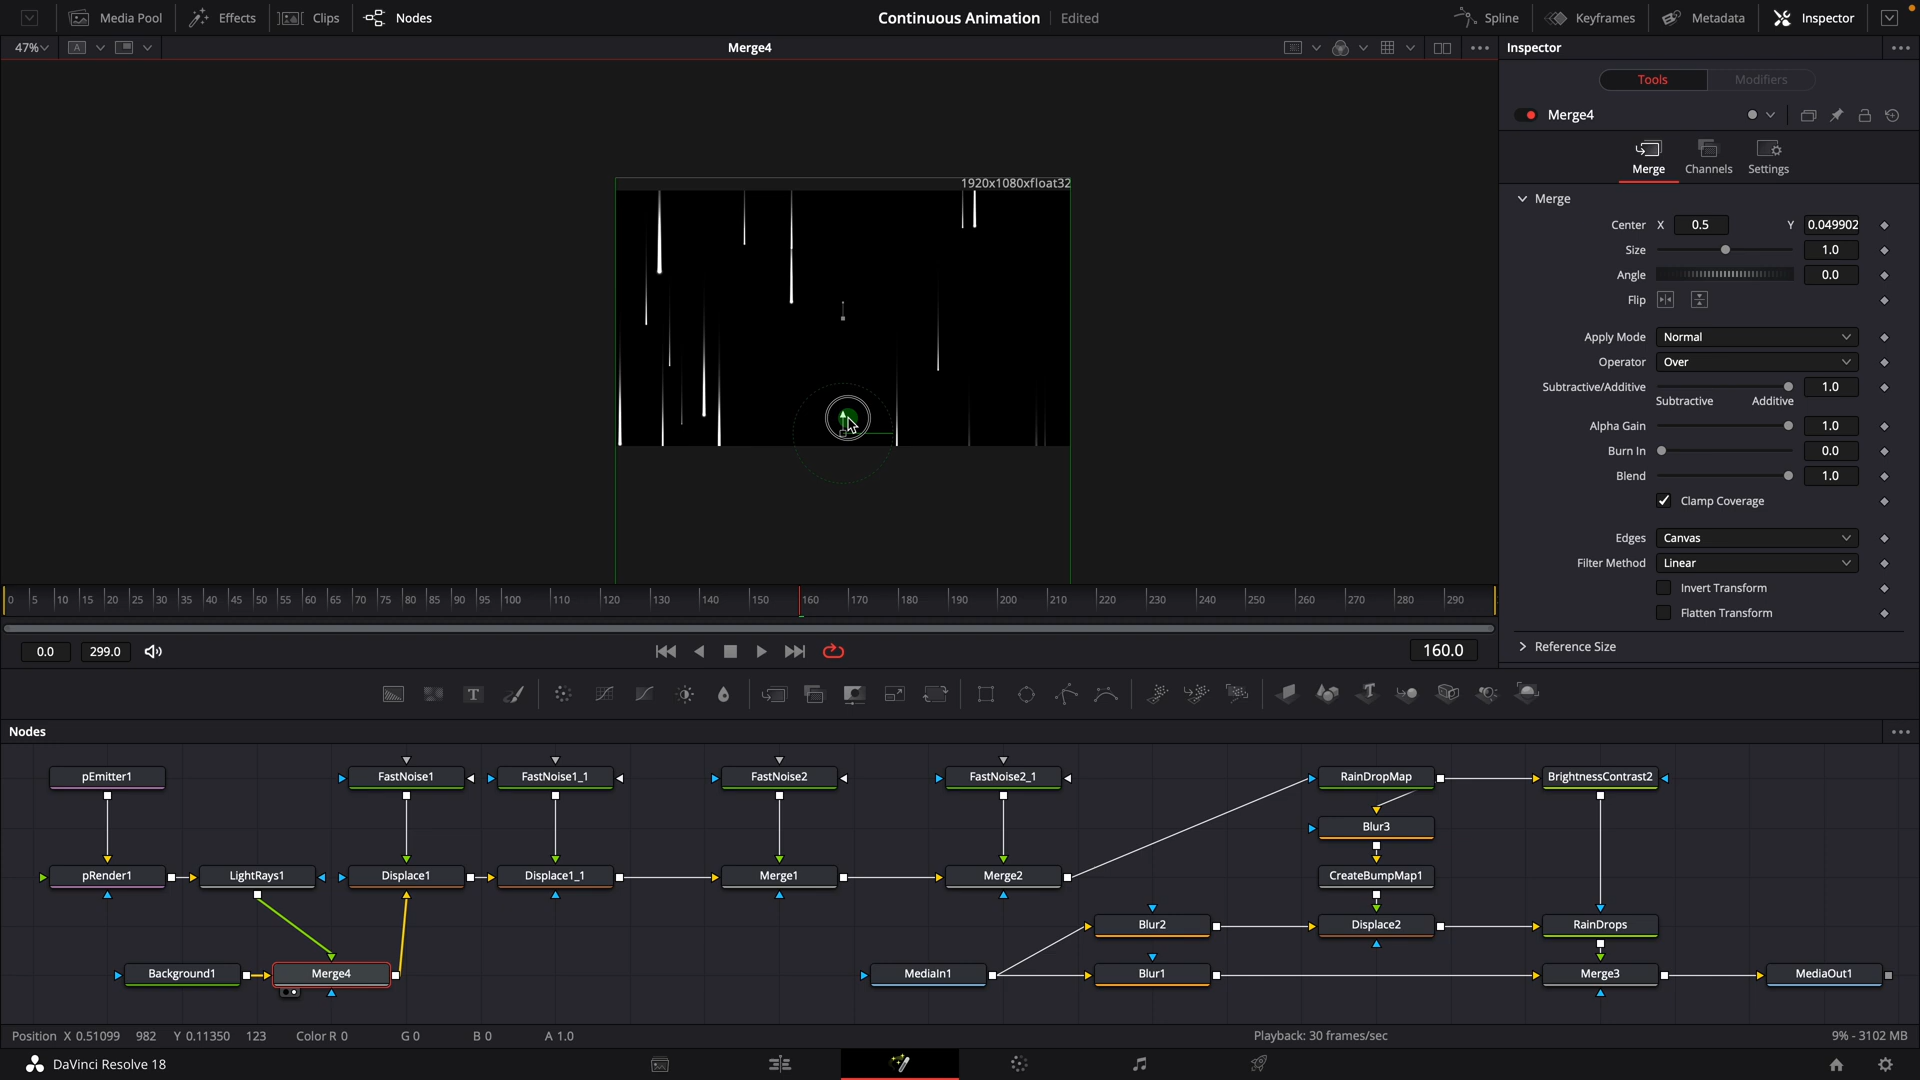 Media Pool Effects Clips Nodes Continuous Animation Edited Spline Keyframes Metadata Inspector
47% A Merge4 Inspector
Tools Modifiers
Merge4
Merge Channels Settings
1920x1080xfloat32
Merge
Center X 0.5 Y 0.049902
Size 1.0
Angle 0.0
Flip
Apply Mode Normal
Operator Over
Subtractive/Additive 1.0
Subtractive Additive
Alpha Gain 1.0
Burn In 0.0
Blend 1.0
Clamp Coverage
Edges Canvas
Filter Method Linear
Invert Transform
Flatten Transform
Reference Size
0 5 10 15 20 25 30 35 40 45 50 55 60 65 70 75 80 85 90 95 100 110 120 130 140 150 160 170 180 190 200 210 220 230 240 250 260 270 280 290
0.0 299.0 160.0
T T
Nodes
pEmitter1 FastNoise1 FastNoise1_1 FastNoise2 FastNoise2_1 RainDropMap BrightnessContrast2
Blur3
pRender1 LightRays1 Displace1 Displace1_1 Merge1 Merge2 CreateBumpMap1
Blur2 Displace2 RainDrops
Background1 Merge4 MediaIn1 Blur1 Merge3 MediaOut1
Position X 0.51099 982 Y 0.11350 123 Color R 0 G 0 B 0 A 1.0 Playback: 30 frames/sec 9% - 3102 MB
DaVinci Resolve 18